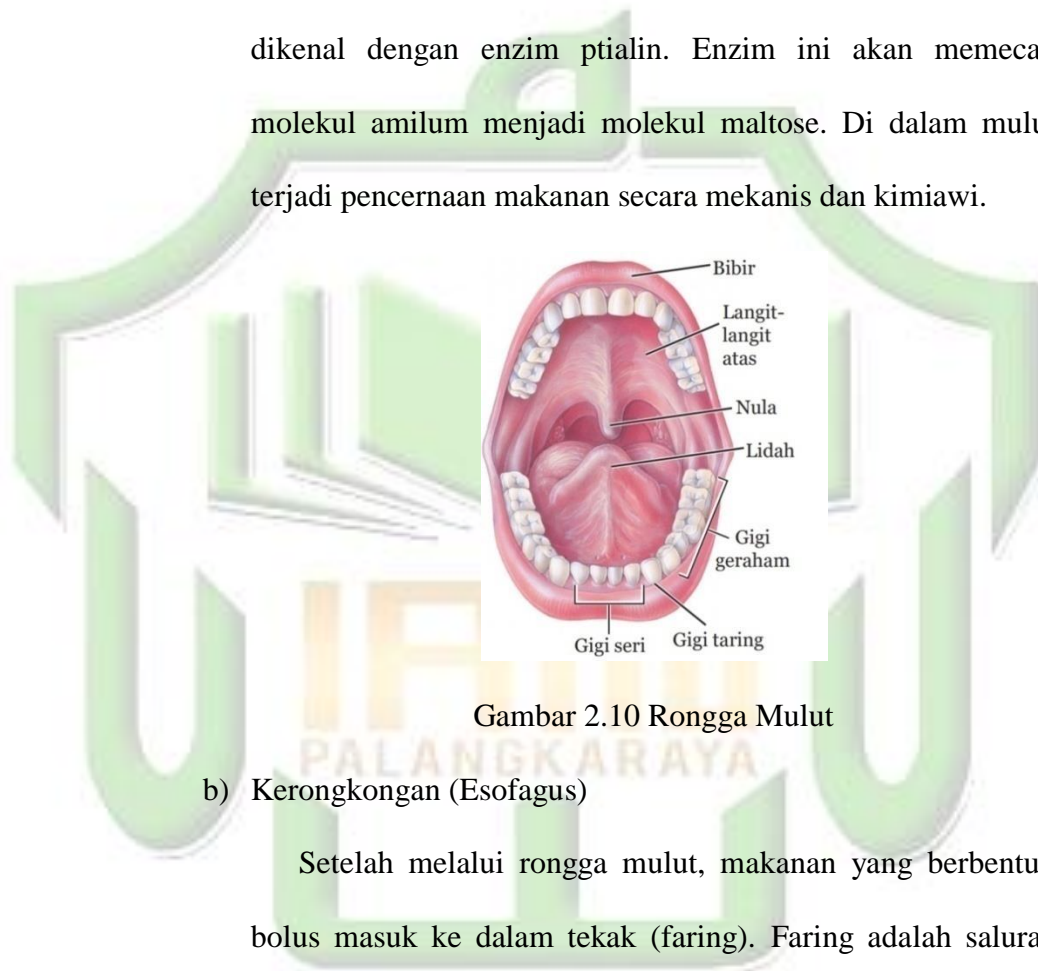 dikenal dengan enzim ptialin. Enzim ini akan memeca
molekul amilum menjadi molekul maltose. Di dalam mulu
terjadi pencernaan makanan secara mekanis dan kimiawi.
Bibir
Langit-
langit
atas
Nula
Lidah
Gigi
geraham
Gigi seri
Gigi taring
Gambar 2.10 Rongga Mulut
PALANGKARAYA
b) Kerongkongan (Esofagus)
Setelah melalui rongga mulut, makanan yang berbentu
bolus masuk ke dalam tekak (faring). Faring adalah salura